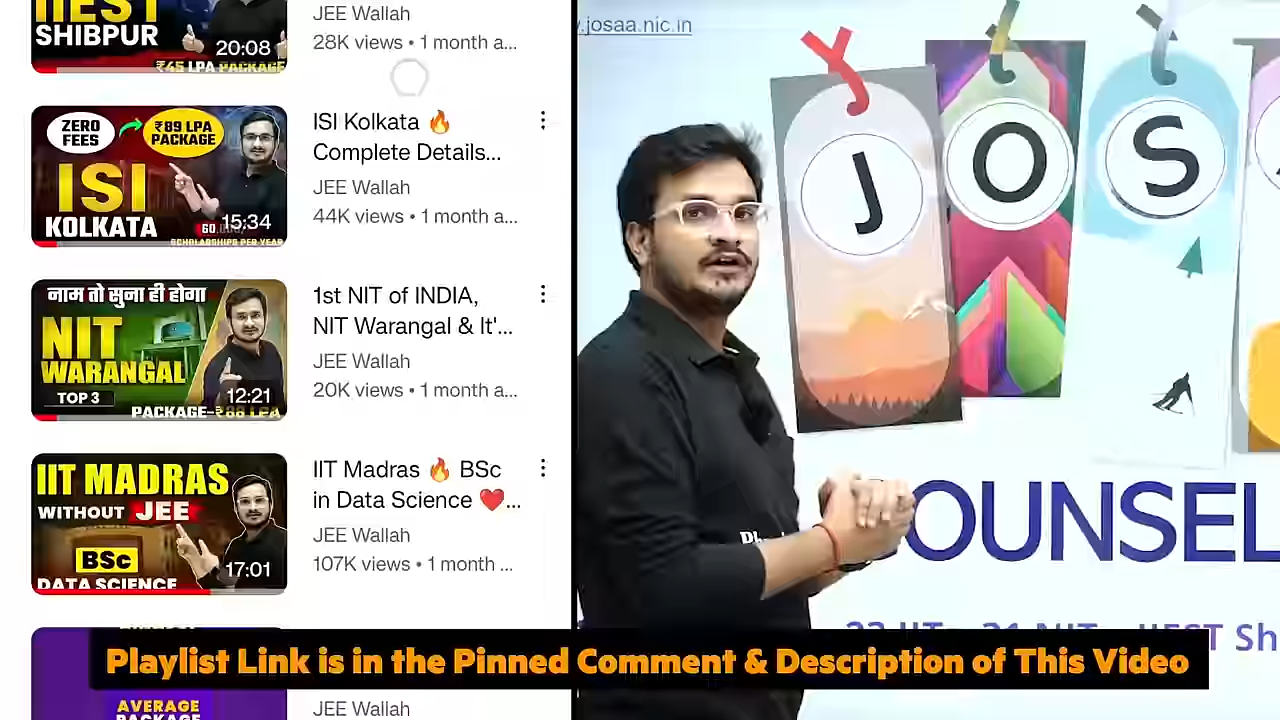 IIEST
SHIBPUR
20:08
₹45 LPA PACKAGE
JEE Wallah
28K views • 1 month a...
ZERO
FEES
₹89 LPA
PACKAGE
ISI
KOLKATA
15:34
SCHOLARSHIPS PER YEAR
ISI Kolkata 🔥
Complete Details...
JEE Wallah
44K views • 1 month a...
नाम तो सुना ही होगा
NIT
WARANGAL
TOP 3
12:21
PACKAGE-₹88 LPA
1st NIT of INDIA,
NIT Warangal & It'...
JEE Wallah
20K views • 1 month a...
IIT MADRAS
WITHOUT JEE
BSc
DATA SCIENCE
17:01
IIT Madras 🔥 BSc
in Data Science ❤️...
JEE Wallah
107K views • 1 month ...
AVERAGE
PACKAGE
JEE Wallah
.josaa.nic.in
J
O
S
OUNSEL
Sh
Playlist Link is in the Pinned Comment & Description of This Video